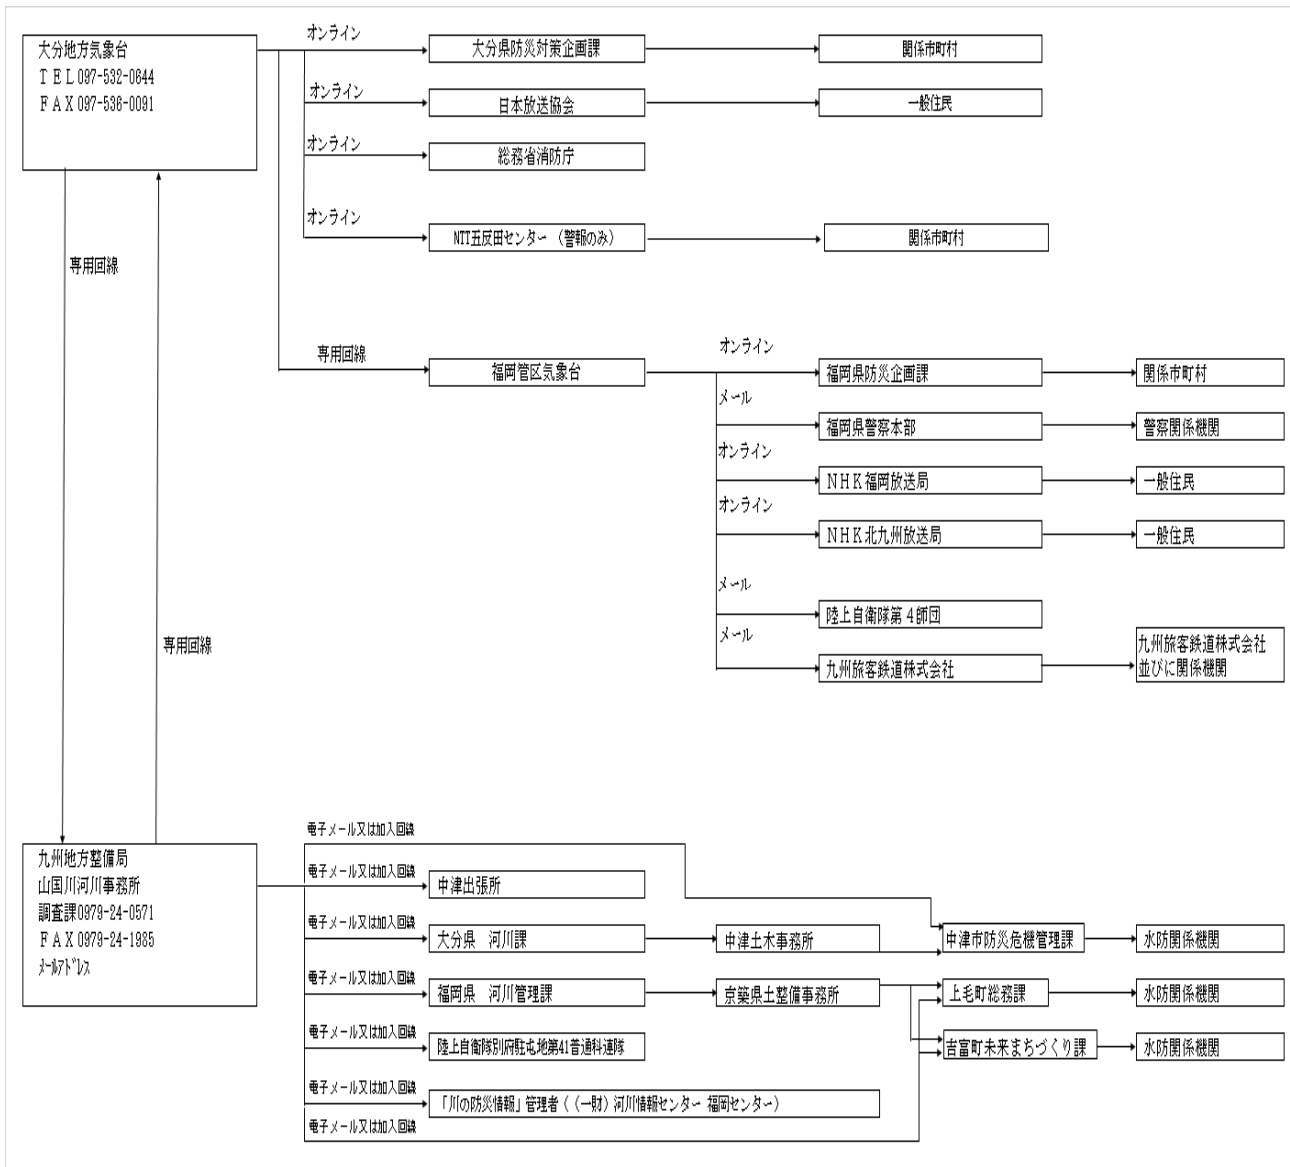 大分地方気象台
ＴＥＬ097-532-0644
ＦＡＸ097-536-0091
オンライン
大分県防災対策企画課
関係市町村
オンライン
日本放送協会
一般住民
オンライン
総務省消防庁
オンライン
NTT五反田センター（警報のみ）
関係市町村
専用回線
専用回線
福岡管区気象台
オンライン
福岡県防災企画課
関係市町村
メール
福岡県警察本部
警察関係機関
オンライン
ＮＨＫ福岡放送局
一般住民
オンライン
ＮＨＫ北九州放送局
一般住民
メール
陸上自衛隊第４師団
メール
九州旅客鉄道株式会社
九州旅客鉄道株式会社
並びに関係機関
専用回線
九州地方整備局
山国川河川事務所
調査課0979-24-0571
ＦＡＸ0979-24-1985
ﾒｰﾙｱﾄﾞﾚｽ
電子メール又は加入回線
電子メール又は加入回線
中津出張所
電子メール又は加入回線
大分県　河川課
中津土木事務所
中津市防災危機管理課
水防関係機関
電子メール又は加入回線
福岡県　河川管理課
京築県土整備事務所
上毛町総務課
水防関係機関
電子メール又は加入回線
陸上自衛隊別府駐屯地第41普通科連隊
吉富町未来まちづくり課
水防関係機関
電子メール又は加入回線
「川の防災情報」管理者（（一財）河川情報センター 福岡センター）
電子メール又は加入回線